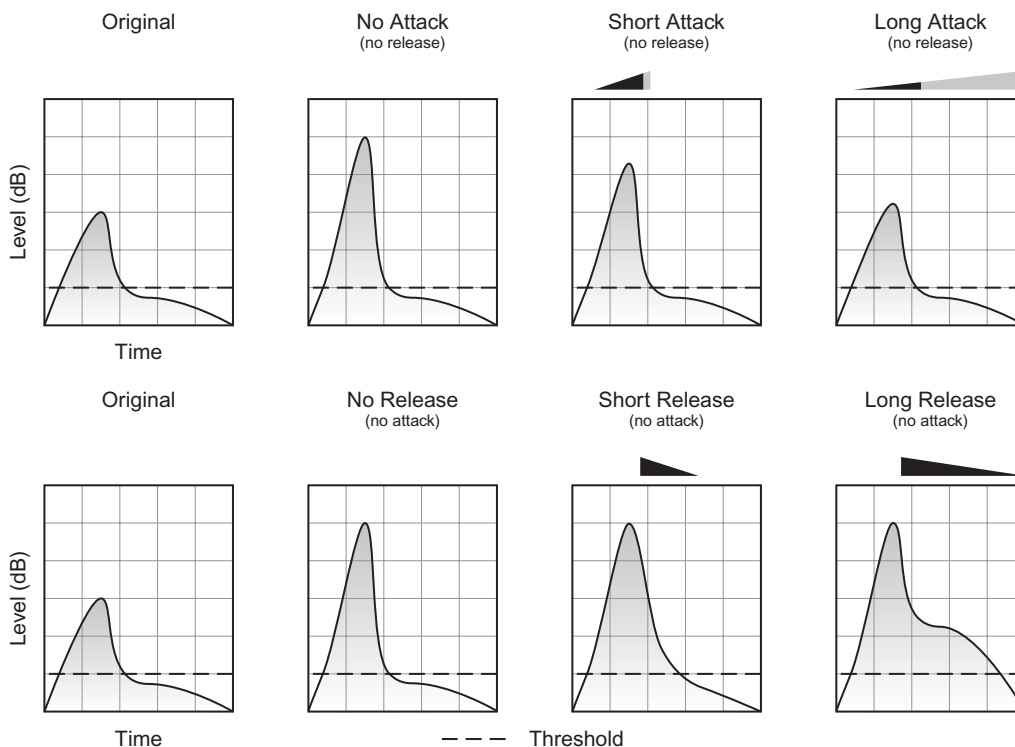 Original
No Attack
(no release)
Short Attack
(no release)
Long Attack
(no release)
Level (dB)
Time
Original
No Release
(no attack)
Short Release
(no attack)
Long Release
(no attack)
Level (dB)
Time
Threshold